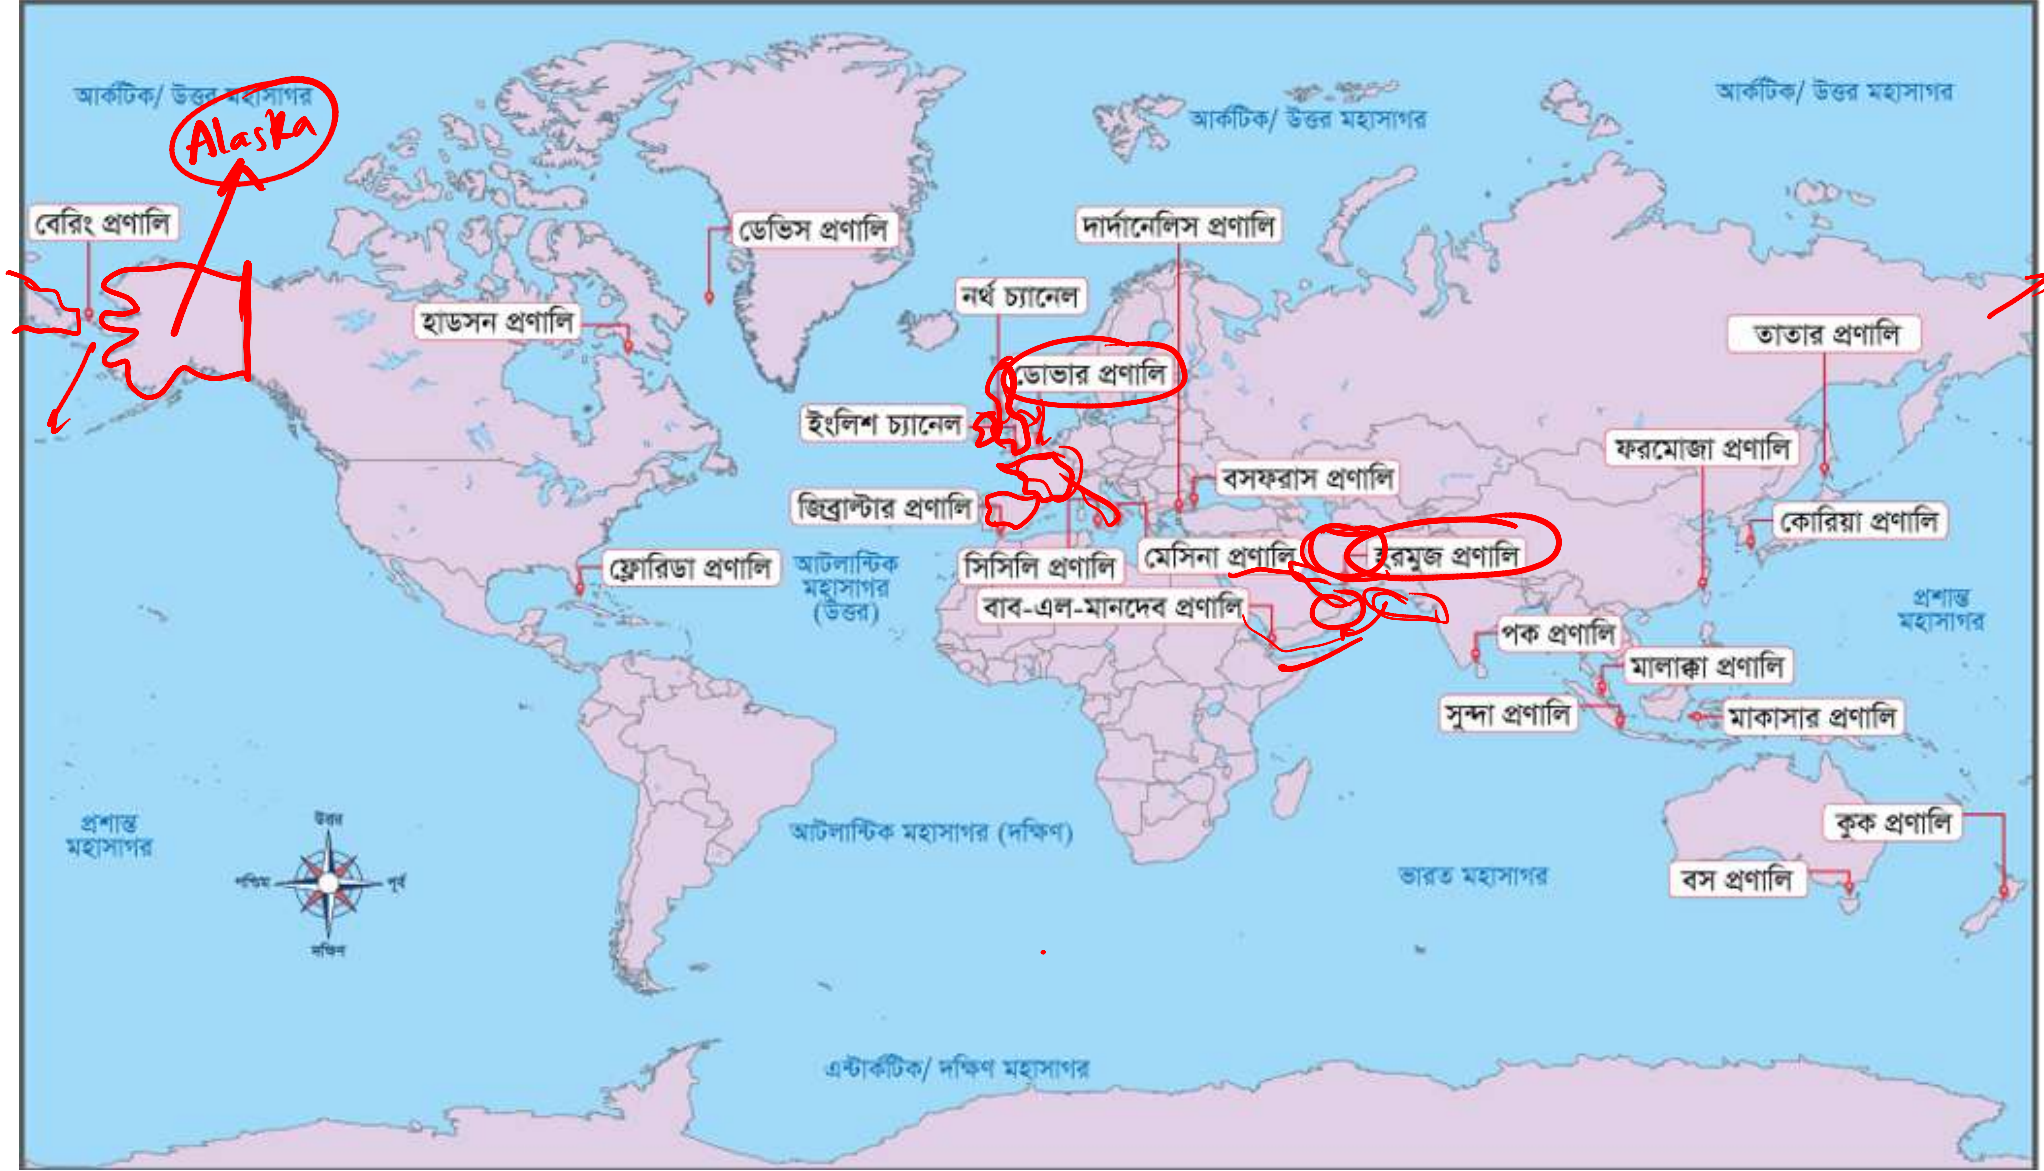 আর্কটিক/ উত্তর মহাসাগর
আর্কটিক/ উত্তর মহাসাগর
আর্কটিক/ উত্তর মহাসাগর
Alaska
বেরিং প্রণালি
ডেভিস প্রণালি
দার্দানেলিস প্রণালি
নর্থ চ্যানেল
হাডসন প্রণালি
তাতার প্রণালি
ডোভার প্রণালি
ইংলিশ চ্যানেল
ফরমোজা প্রণালি
বসফরাস প্রণালি
জিব্রাল্টার প্রণালি
কোরিয়া প্রণালি
মেসিনা প্রণালি
হরমুজ প্রণালি
ফ্লোরিডা প্রণালি
আটলান্টিক
মহাসাগর
(উত্তর)
সিসিলি প্রণালি
বাব-এল-মানদেব প্রণালি
প্রশান্ত
মহাসাগর
পক প্রণালি
মালাক্কা প্রণালি
সুন্দা প্রণালি
মাকাসার প্রণালি
প্রশান্ত
মহাসাগর
উত্তর
পশ্চিম
পূর্ব
দক্ষিণ
আটলান্টিক মহাসাগর (দক্ষিণ)
কুক প্রণালি
ভারত মহাসাগর
বস প্রণালি
এন্টার্কটিক/ দক্ষিণ মহাসাগর